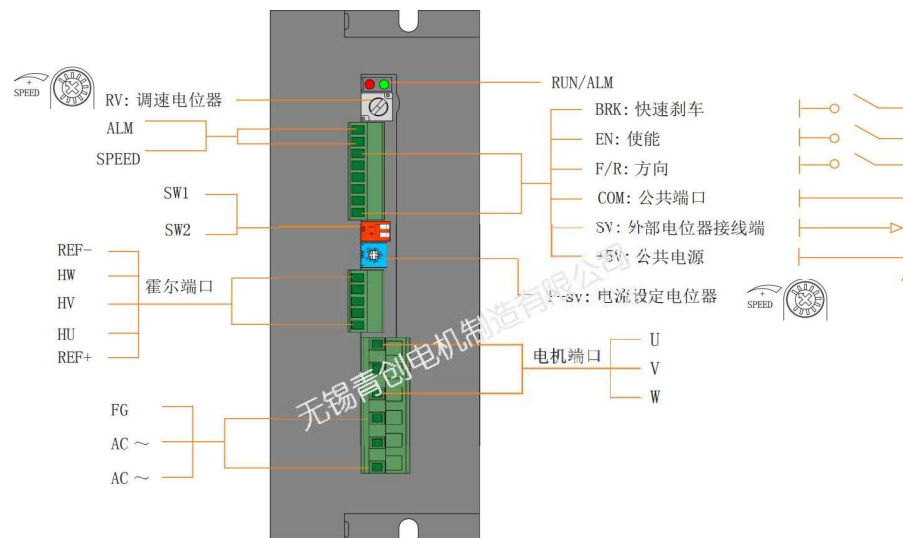 SPEED
RV: 调速电位器
ALM
SPEED
SW1
SW2
REF-
HW
HV
HU
REF+
霍尔端口
FG
AC～
AC～
RUN/ALM
BRK: 快速刹车
EN: 使能
F/R: 方向
COM: 公共端口
SV: 外部电位器接线端
+5V: 公共电源
P-sv: 电流设定电位器
SPEED
电机端口
U
V
W
无锡青创电机制造有限公司